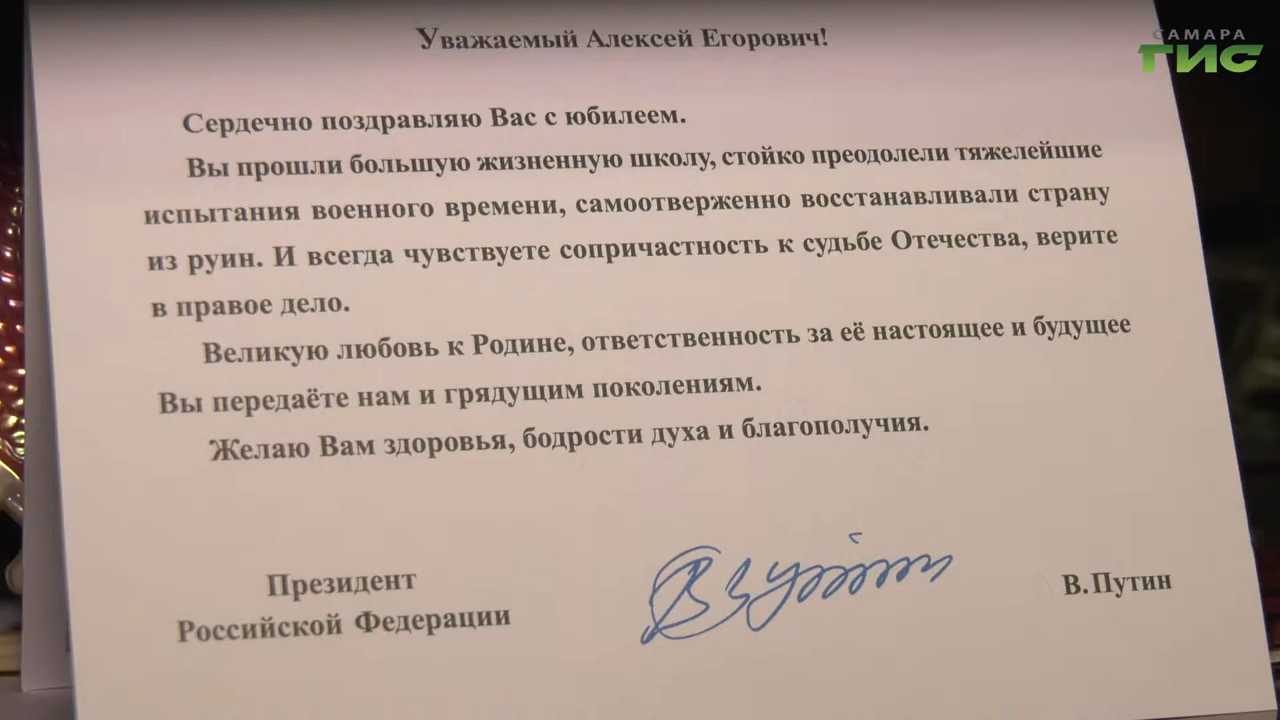 Уважаемый Алексей Егорович!
САМАРА
ГИС
Сердечно поздравляю Вас с юбилеем.
Вы прошли большую жизненную школу, стойко преодолели тяжелейшие
испытания военного времени, самоотверженно восстанавливали страну
из руин. И всегда чувствуете сопричастность к судьбе Отечества, верите
в правое дело.
Великую любовь к Родине, ответственность за её настоящее и будущее
Вы передаёте нам и грядущим поколениям.
Желаю Вам здоровья, бодрости духа и благополучия.
Президент
Российской Федерации
В.Путин